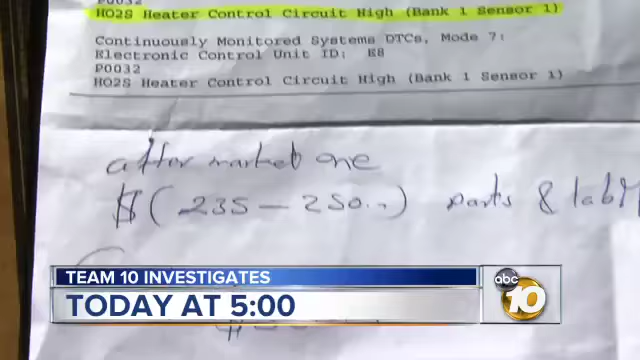 P0032
HO2S Heater Control Circuit High (Bank 1 Sensor 1)
Continuously Monitored Systems DTCs, Mode 7:
Electronic Control Unit ID: E8
P0032
HO2S Heater Control Circuit High (Bank 1 Sensor 1)
after market one
$(235 - 250..) parts & labr
TEAM 10 INVESTIGATES
TODAY AT 5:00
abc
10